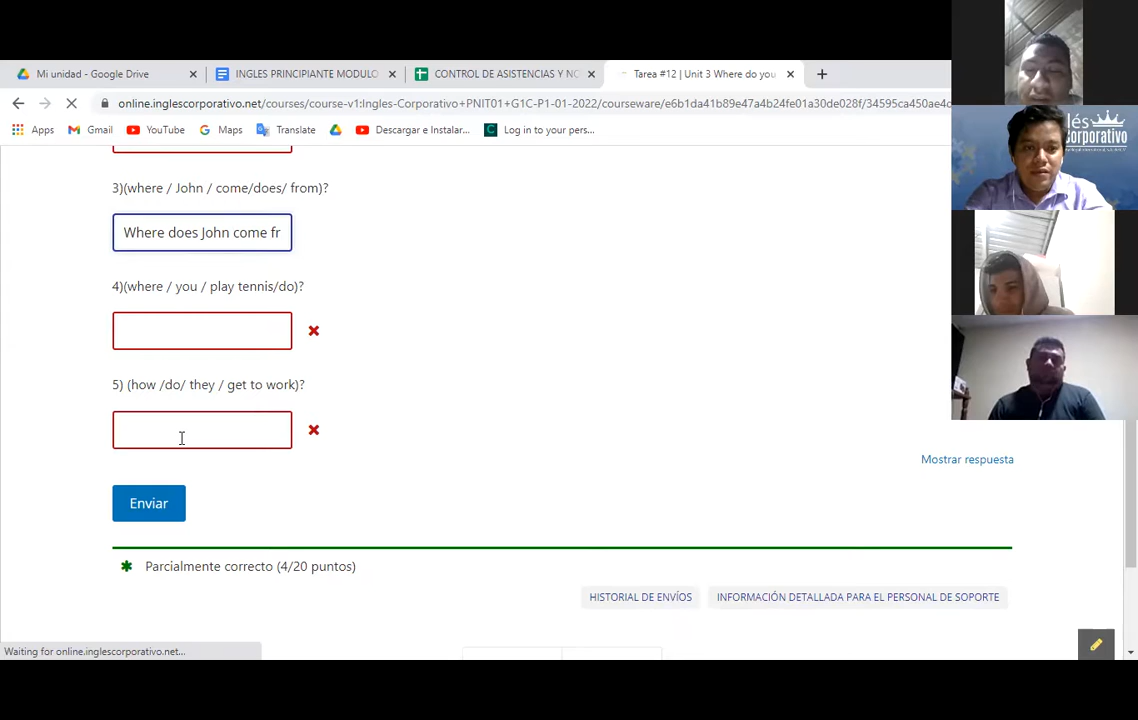 Mi unidad - Google Drive
INGLES PRINCIPIANTE MODULO
CONTROL DE ASISTENCIAS Y NO
Tarea #12 | Unit 3 Where do you
online.inglescorporativo.net/courses/course-v1:Ingles-Corporativo+PNIT01+G1C-P1-01-2022/courseware/e6b1da41b89e47a4b24fe01a30de028f/34595ca450ae4c
Apps
Gmail
YouTube
Maps
Translate
Descargar e Instalar...
Log in to your pers...
lés
orporativo
3)(where / John / come/does/ from)?
Where does John come fr
4)(where / you / play tennis/do)?
5) (how /do/ they / get to work)?
Mostrar respuesta
Enviar
Parcialmente correcto (4/20 puntos)
HISTORIAL DE ENVÍOS
INFORMACIÓN DETALLADA PARA EL PERSONAL DE SOPORTE
Waiting for online.inglescorporativo.net...